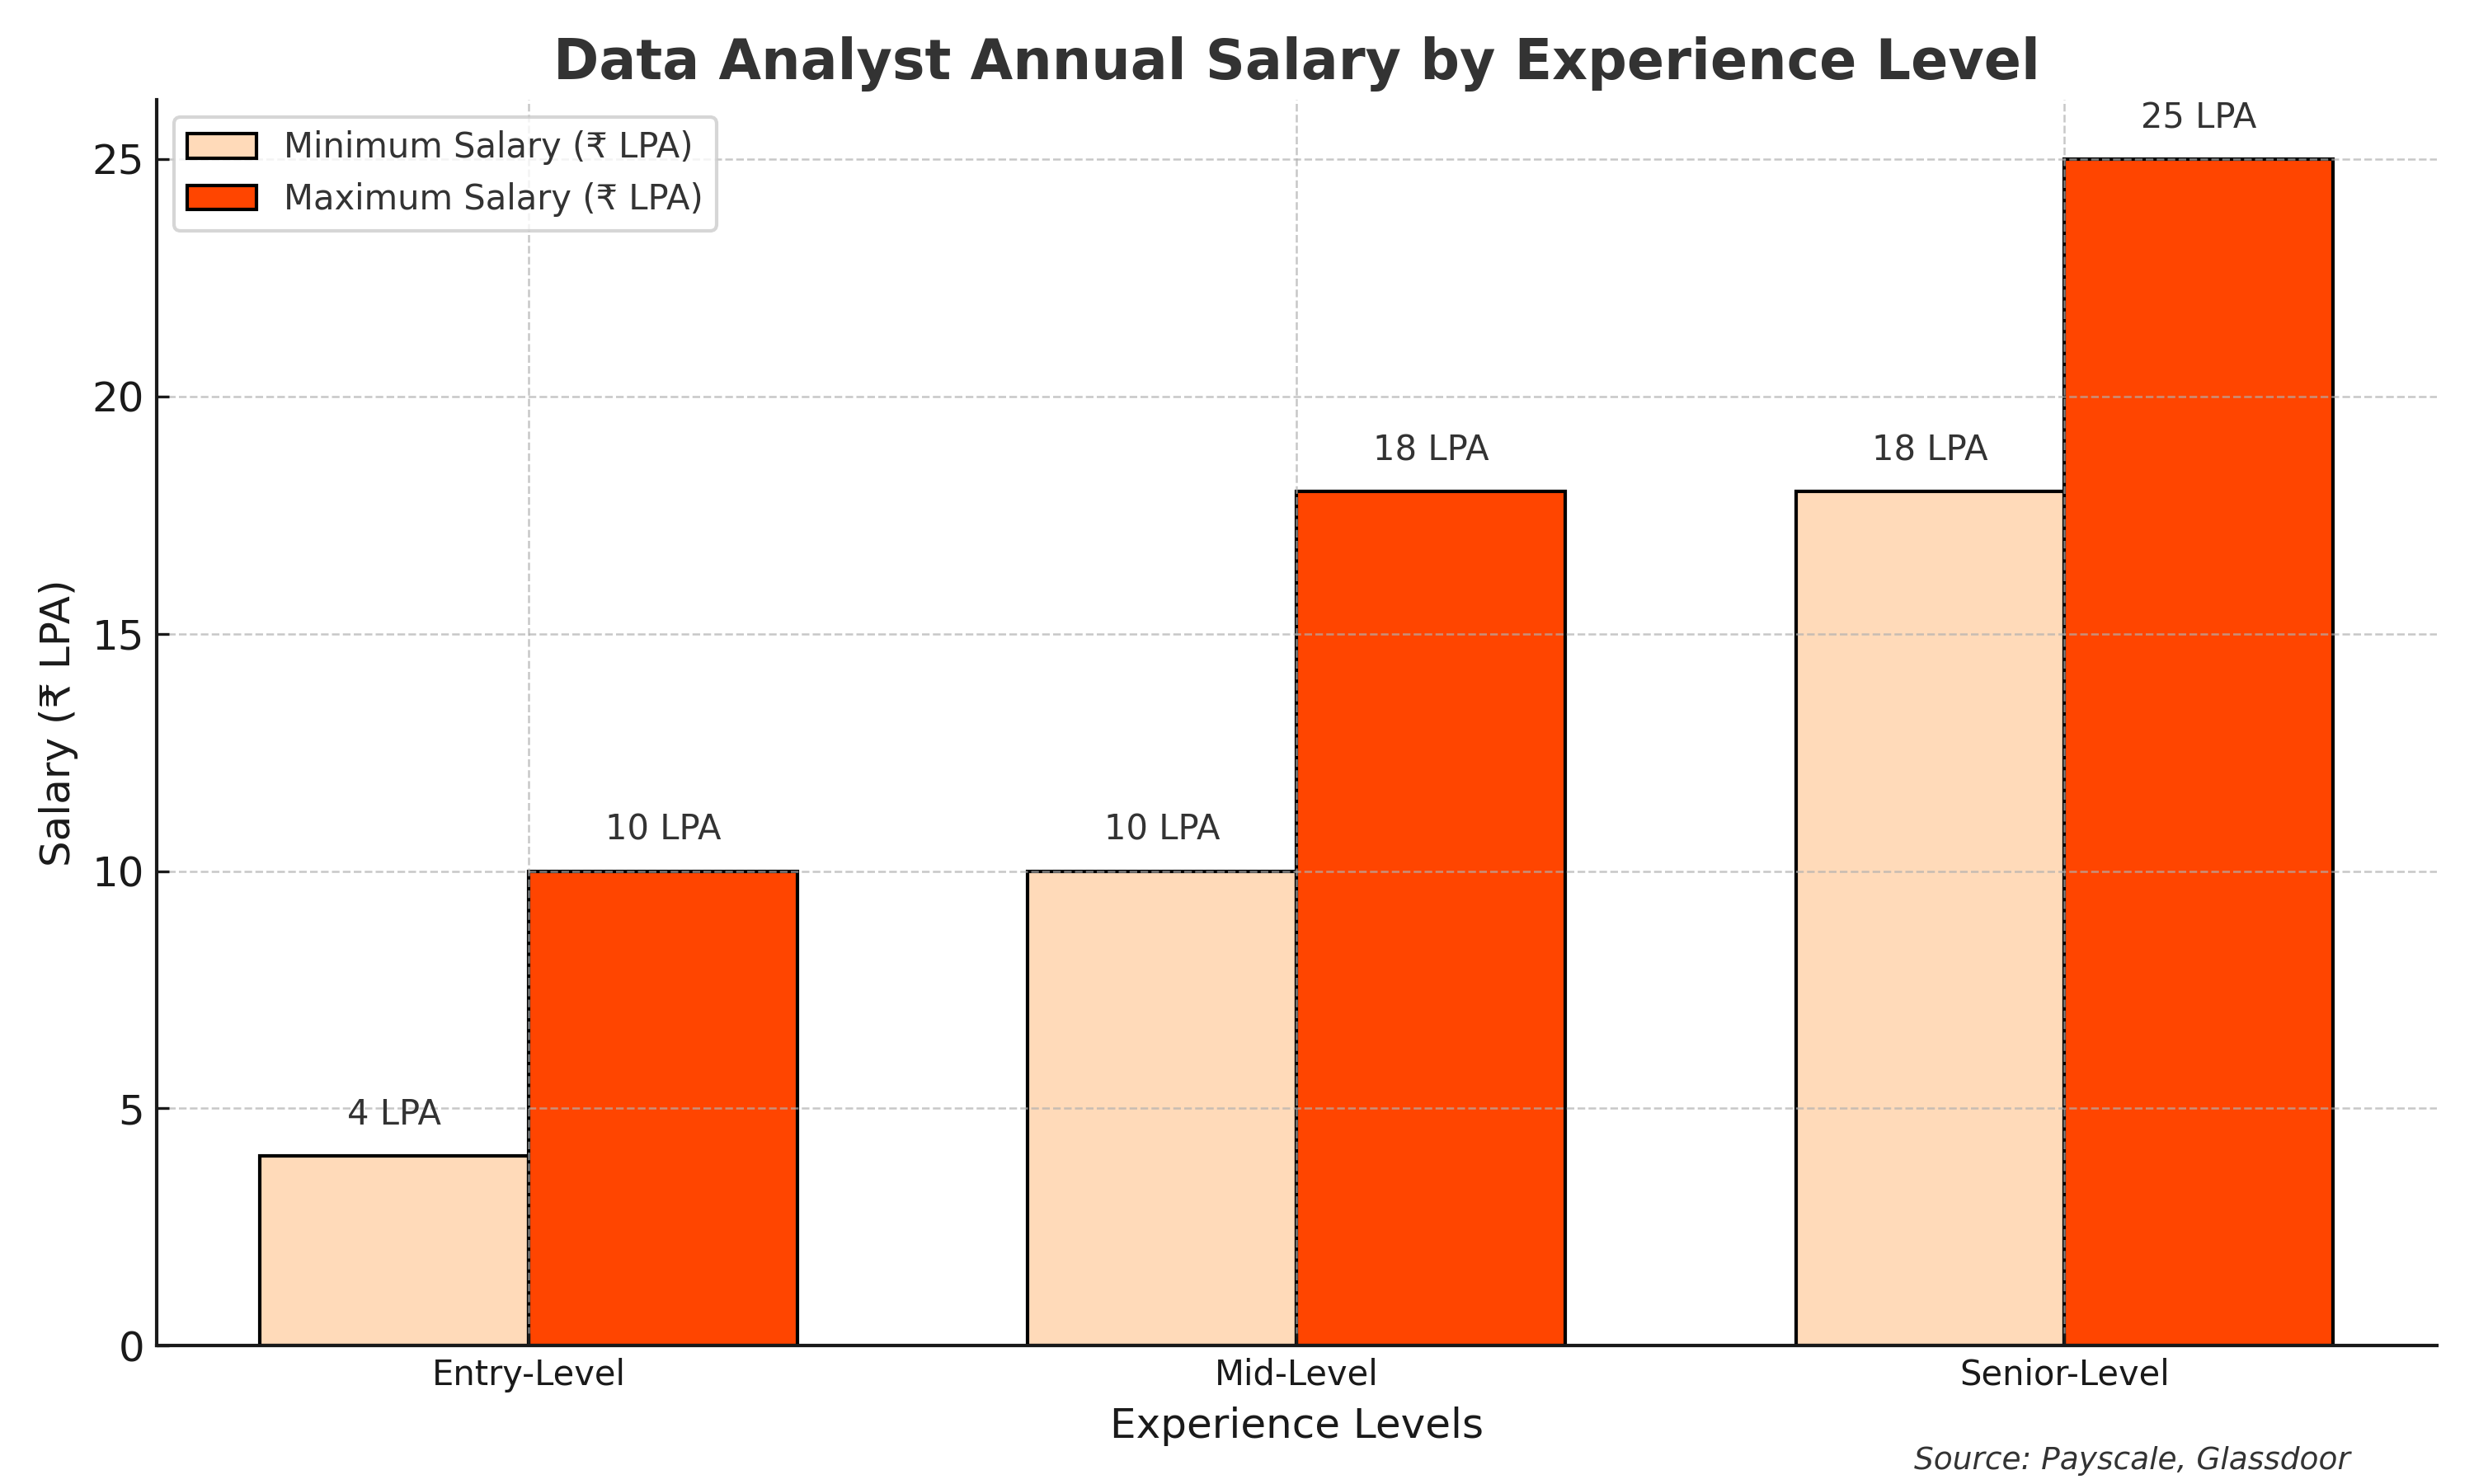 Data Analyst Annual Salary by Experience Level
Minimum Salary (₹ LPA)
Maximum Salary (₹ LPA)
Salary (₹ LPA)
25
20
15
10
5
0
4 LPA
10 LPA
10 LPA
18 LPA
18 LPA
25 LPA
Entry-Level
Mid-Level
Senior-Level
Experience Levels
Source: Payscale, Glassdoor